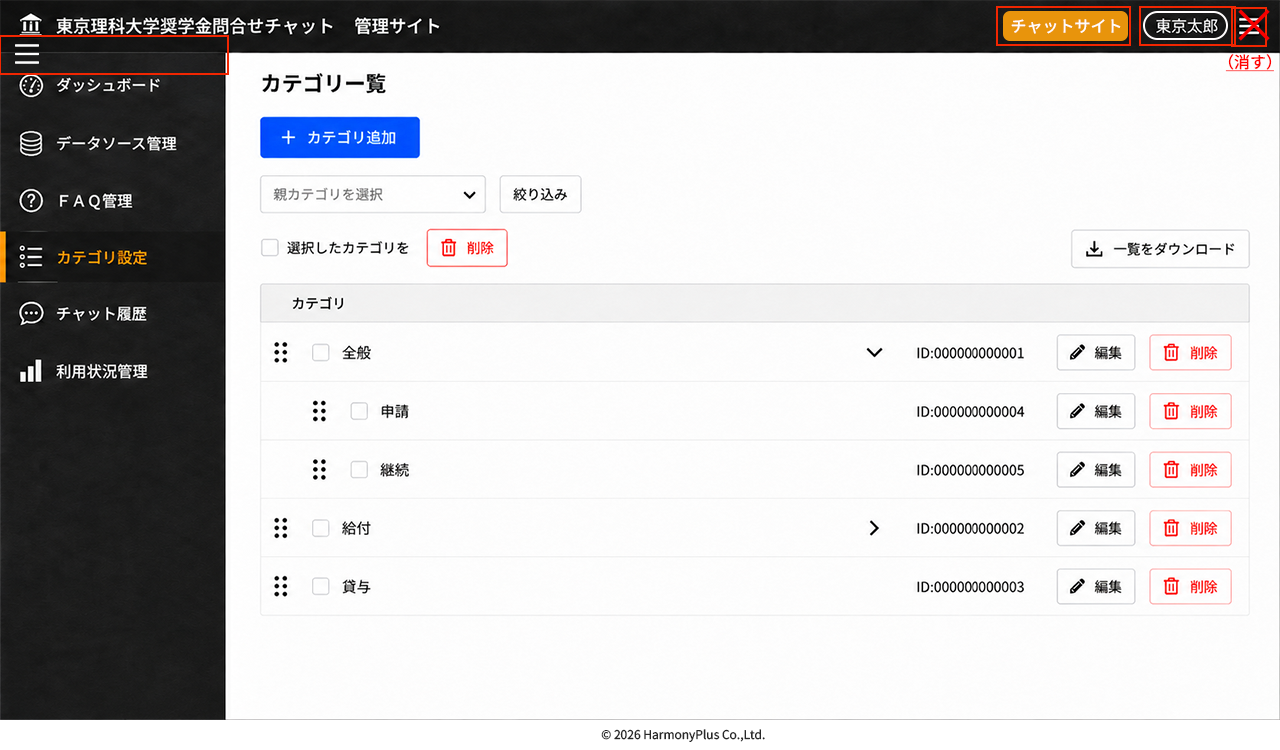 東京理科大学奨学金問合せチャット 管理サイト
チャットサイト
東京太郎
(消す)
ダッシュボード
データソース管理
ＦＡＱ管理
カテゴリ設定
チャット履歴
利用状況管理
カテゴリ一覧
＋ カテゴリ追加
親カテゴリを選択
絞り込み
選択したカテゴリを
削除
一覧をダウンロード
カテゴリ
全般 ID:000000000001 編集 削除
申請 ID:000000000004 編集 削除
継続 ID:000000000005 編集 削除
給付 ID:000000000002 編集 削除
貸与 ID:000000000003 編集 削除
© 2026 HarmonyPlus Co.,Ltd.